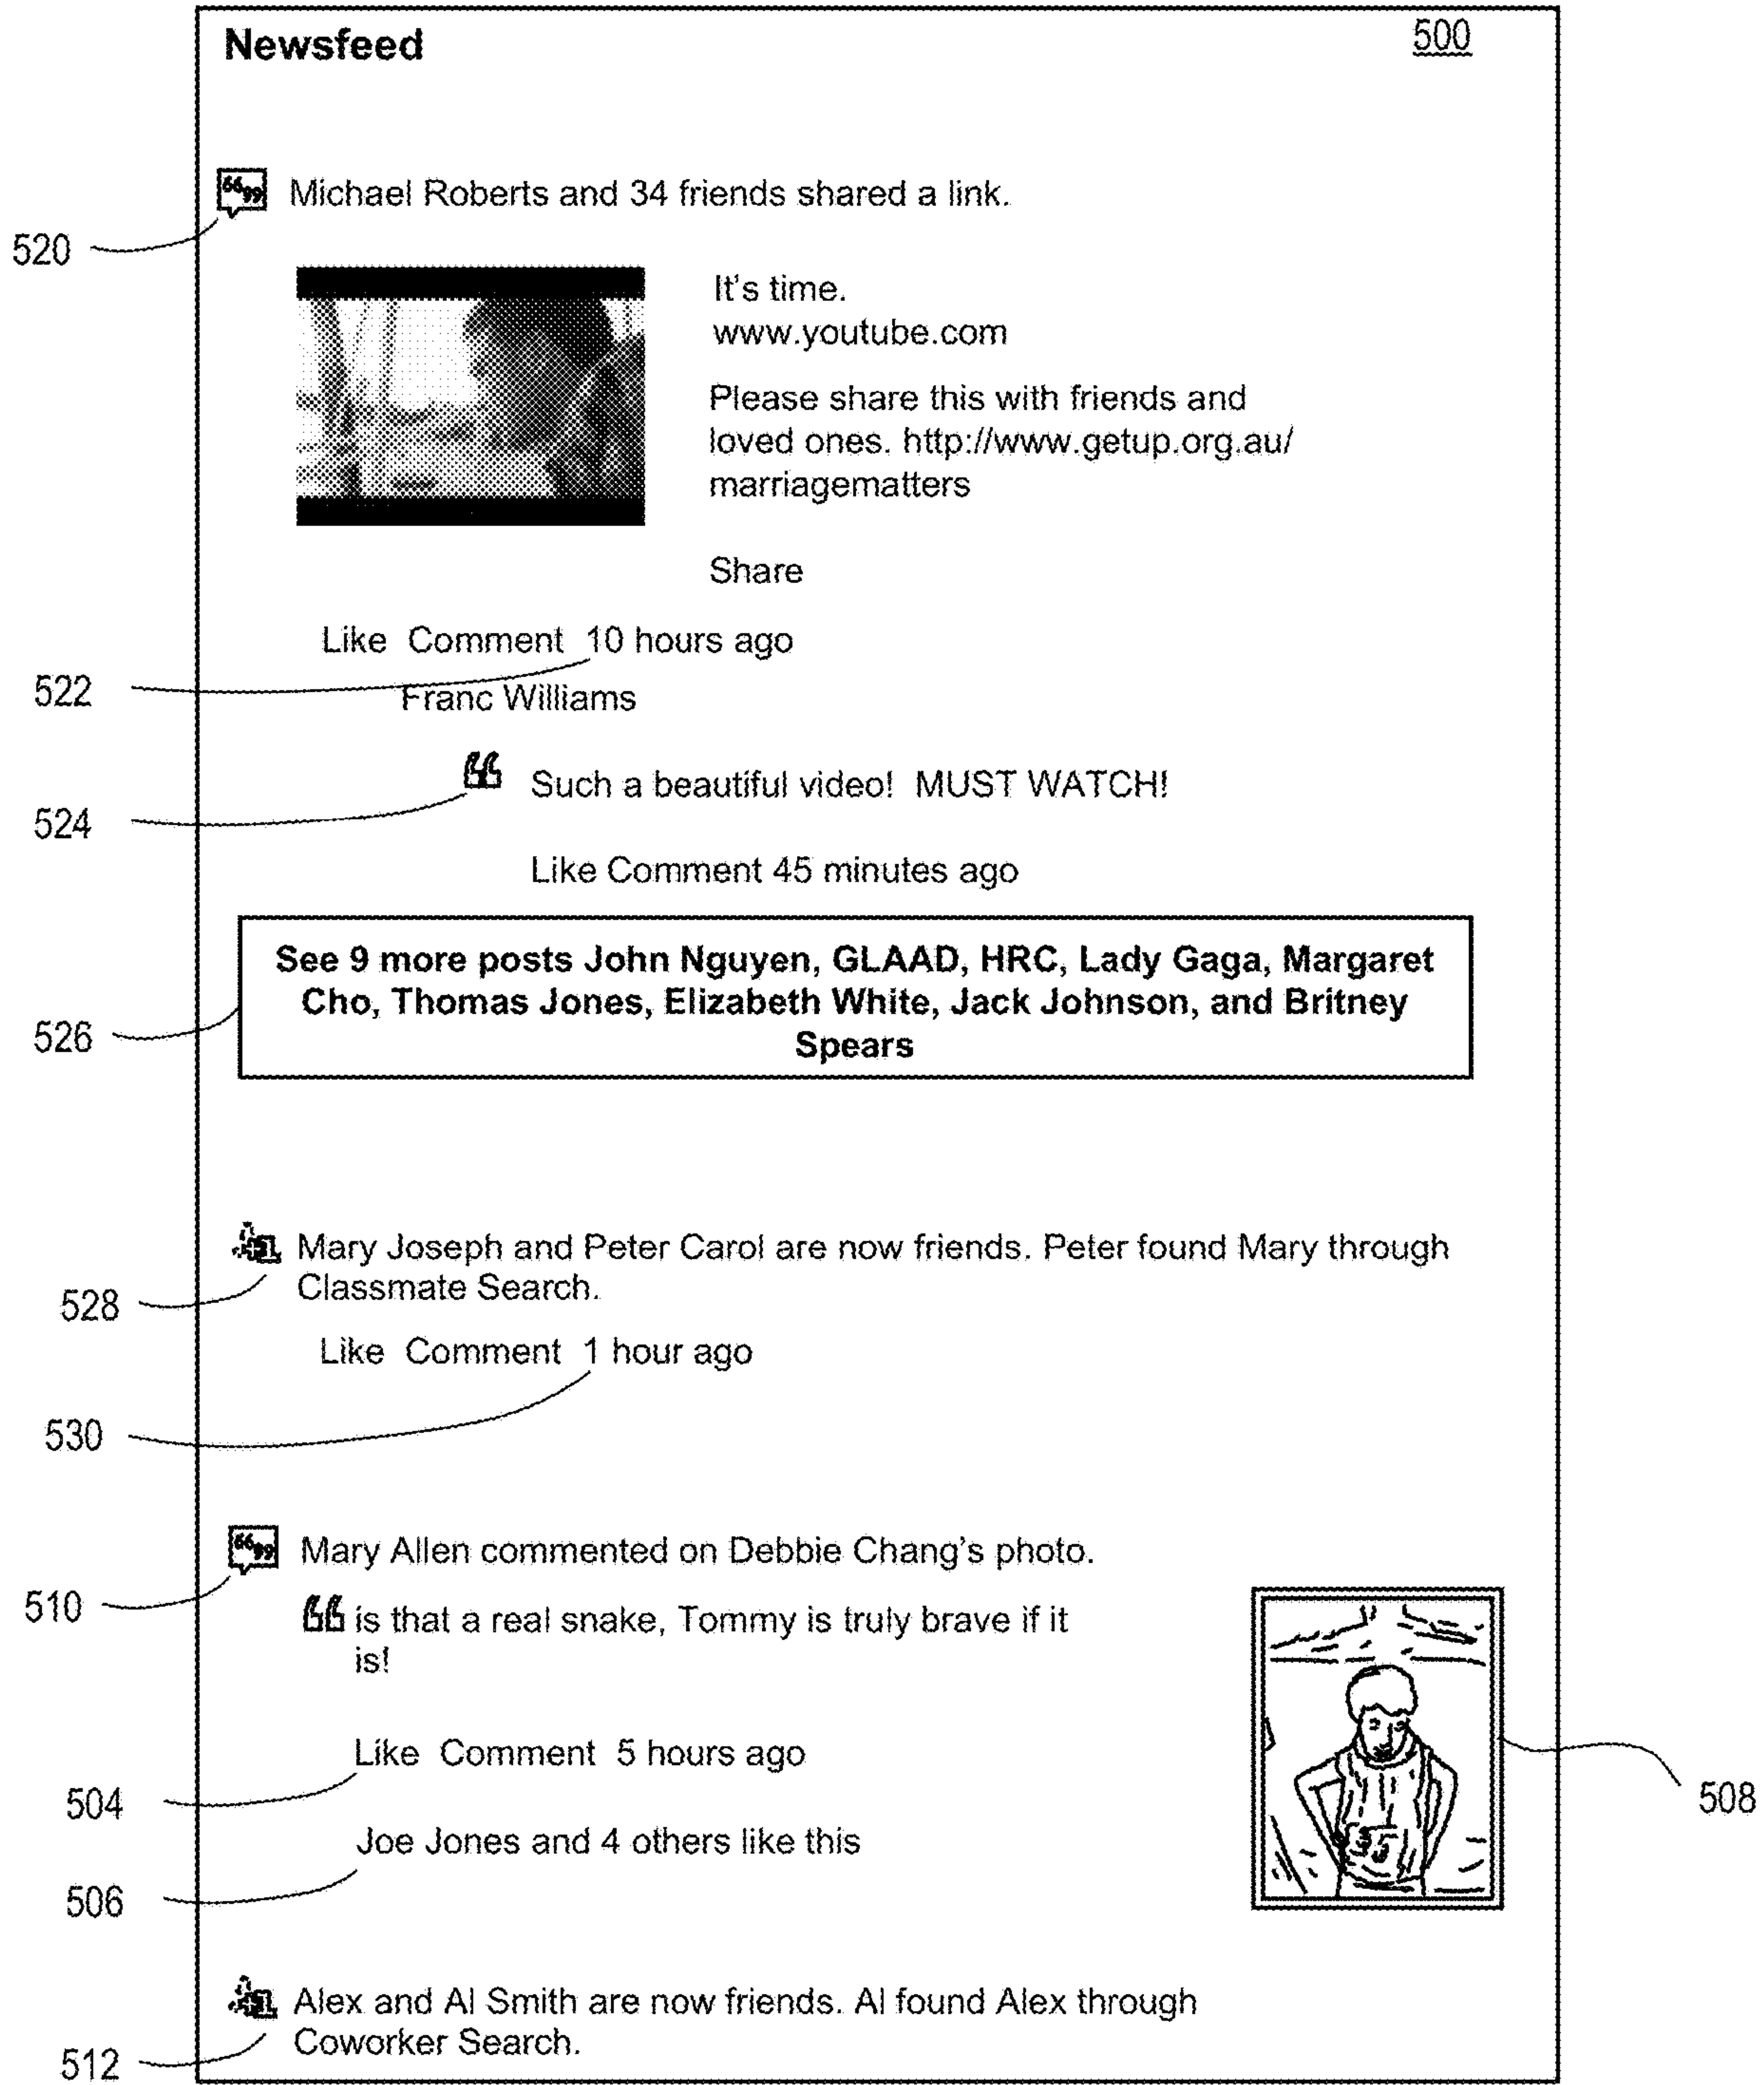 Newsfeed
500
Michael Roberts and 34 friends shared a link.
520
It's time.
www.youtube.com
Please share this with friends and
loved ones. http://www.getup.org.au/
marriagematters
Share
Like Comment 10 hours ago
522
Franc Williams
“ Such a beautiful video! MUST WATCH!
524
Like Comment 45 minutes ago
See 9 more posts John Nguyen, GLAAD, HRC, Lady Gaga, Margaret
Cho, Thomas Jones, Elizabeth White, Jack Johnson, and Britney
Spears
526
+1 Mary Joseph and Peter Carol are now friends. Peter found Mary through
Classmate Search.
528
Like Comment 1 hour ago
530
Mary Allen commented on Debbie Chang's photo.
510
“ is that a real snake, Tommy is truly brave if it
is!
Like Comment 5 hours ago
504
508
Joe Jones and 4 others like this
506
+1 Alex and Al Smith are now friends. Al found Alex through
Coworker Search.
512